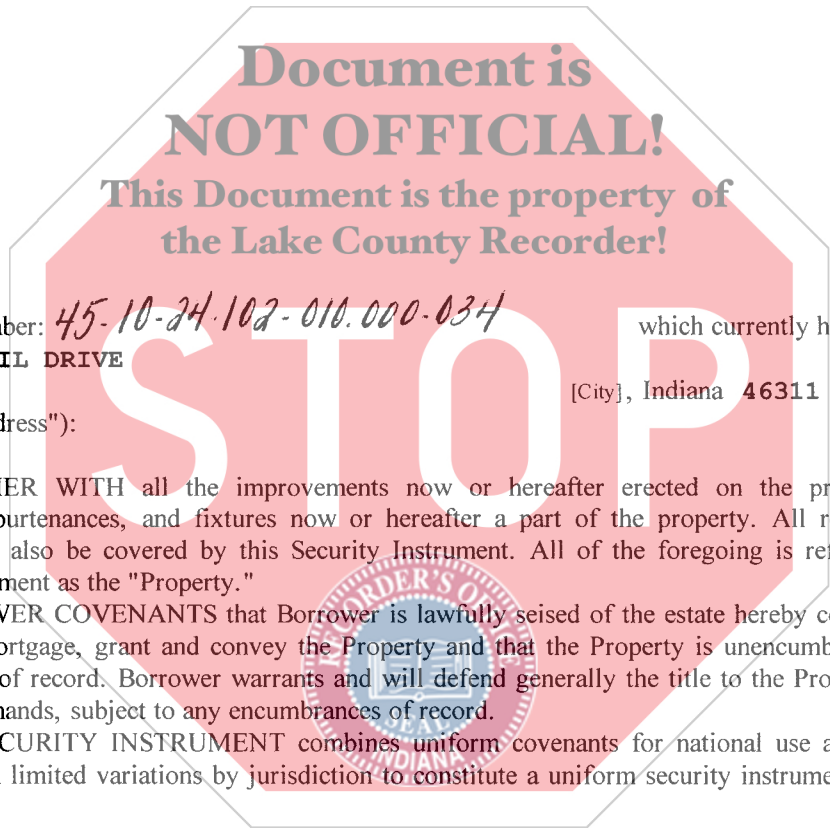 Document is
NOT OFFICIAL!
This Document is the property of
the Lake County Recorder!
STOP
ber: 45-10-24-102-010.000-034 which currently h
IL DRIVE
[City], Indiana 46311
dress"):
ER WITH all the improvements now or hereafter erected on the pr
purtenances, and fixtures now or hereafter a part of the property. All r
also be covered by this Security Instrument. All of the foregoing is ref
ment as the "Property."
WER COVENANTS that Borrower is lawfully seised of the estate hereby c
ortgage, grant and convey the Property and that the Property is unencumb
of record. Borrower warrants and will defend generally the title to the Pro
nands, subject to any encumbrances of record.
CURITY INSTRUMENT combines uniform covenants for national use a
limited variations by jurisdiction to constitute a uniform security instrume
RECORDER'S OFFICE
SEAL
INDIANA